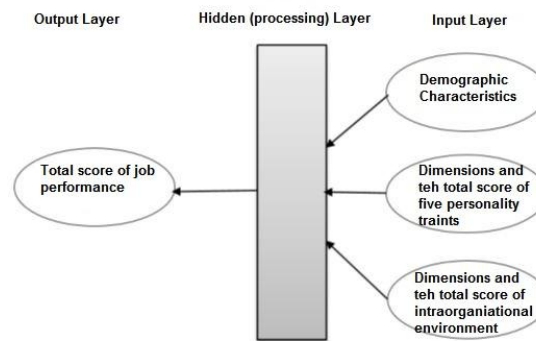 Output Layer
Hidden (processing) Layer
Input Layer
Demographic
Characteristics
Total score of job
performance
Dimensions and
teh total score of
five personality
traints
Dimensions and
teh total score of
intraorganiational
environment